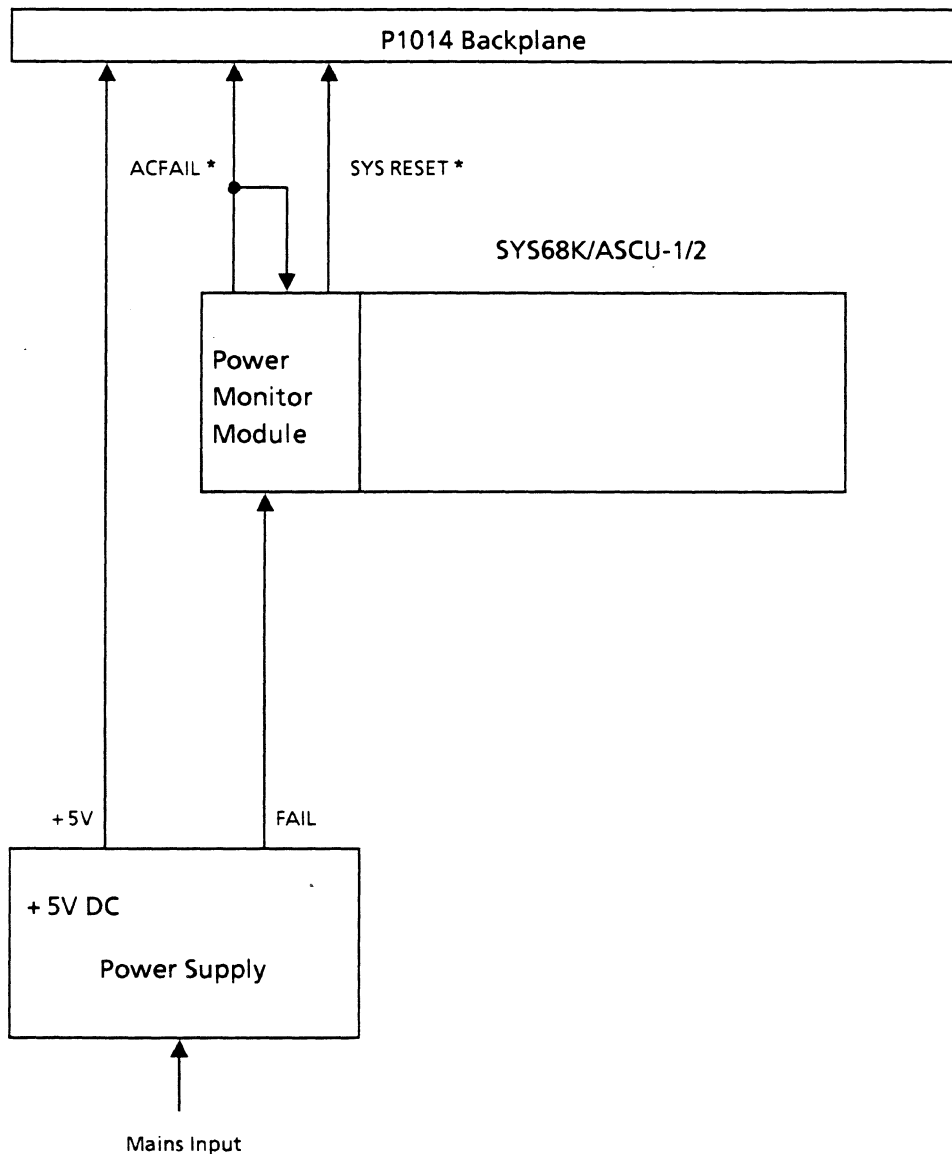 P1014 Backplane
ACFAIL *
SYS RESET *
SYS68K/ASCU-1/2
Power
Monitor
Module
+5V
FAIL
+ 5V DC
Power Supply
Mains Input